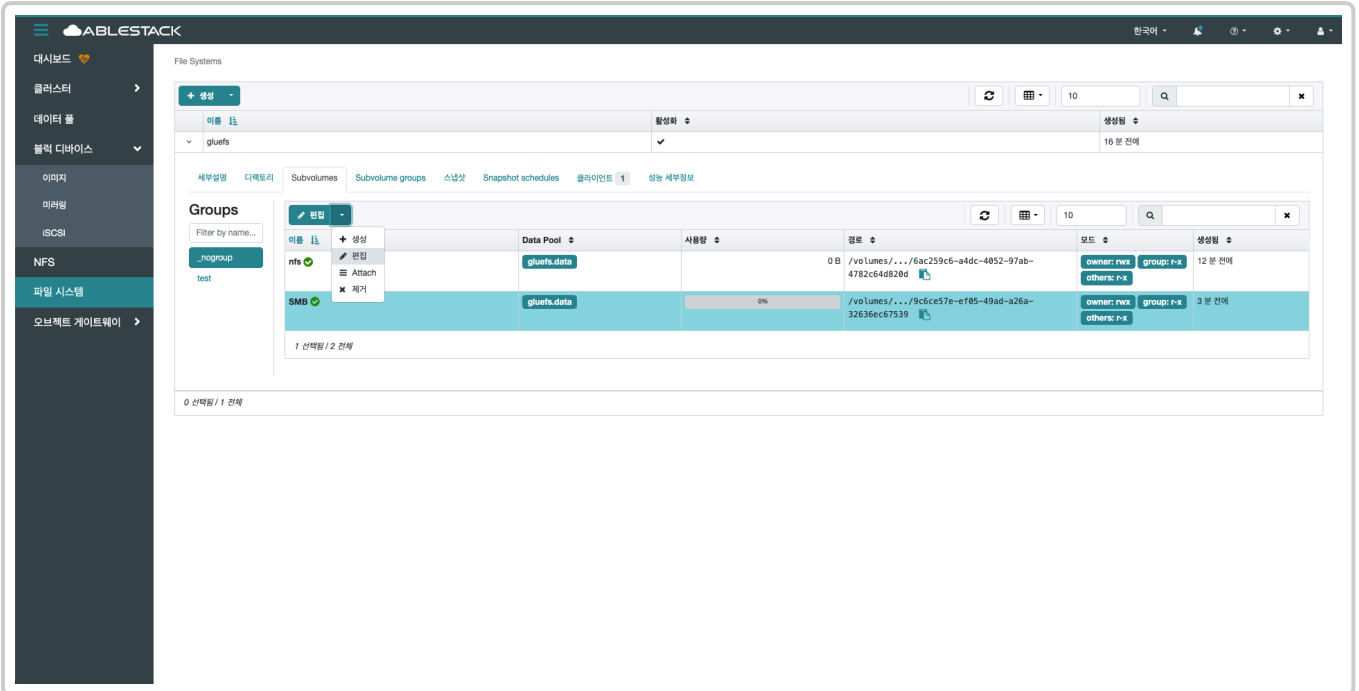 ABLESTACK
한국어
대시보드
클러스터
데이터 풀
블럭 디바이스
이미지
미러링
iSCSI
NFS
파일 시스템
오브젝트 게이트웨이
File Systems
생성
10
이름 활성화 생성됨
gluefs 16 분 전에
세부설명 디렉토리 Subvolumes Subvolume groups 스냅샷 Snapshot schedules 클라이언트 1 성능 세부정보
Groups
Filter by name...
_nogroup
test
편집
10
생성
편집
Attach
제거
이름 Data Pool 사용량 경로 모드 생성됨
nfs gluefs.data 0 B /volumes/.../6ac259c6-a4dc-4052-97ab-
4782c64d820d owner: rwx group: r-x others: r-x 12 분 전에
SMB gluefs.data 0% /volumes/.../9c6ce57e-ef05-49ad-a26a-
32636ec67539 owner: rwx group: r-x others: r-x 3 분 전에
1 선택됨 / 2 전체
0 선택됨 / 1 전체